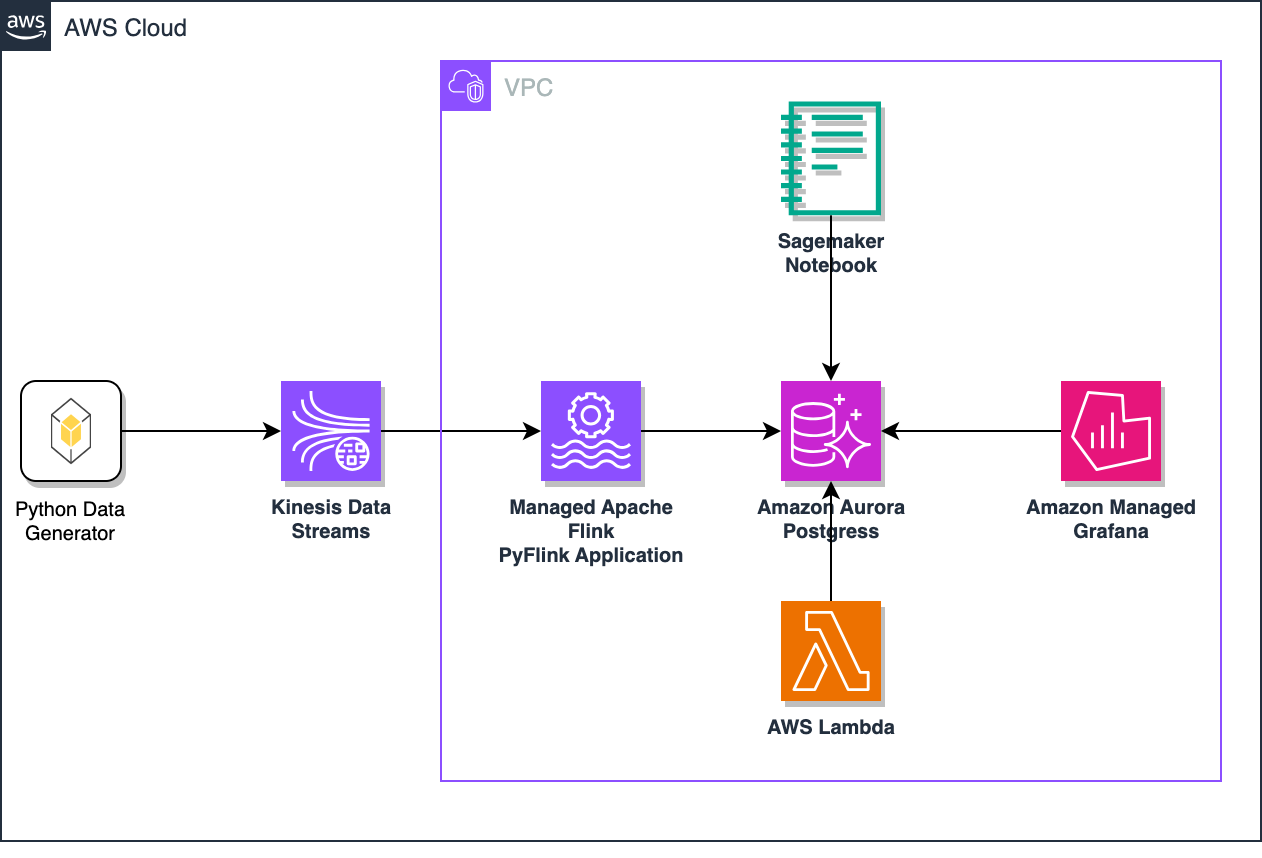 aws
AWS Cloud
VPC
Sagemaker
Notebook
Python Data
Generator
Kinesis Data
Streams
Managed Apache
Flink
PyFlink Application
Amazon Aurora
Postgress
Amazon Managed
Grafana
AWS Lambda